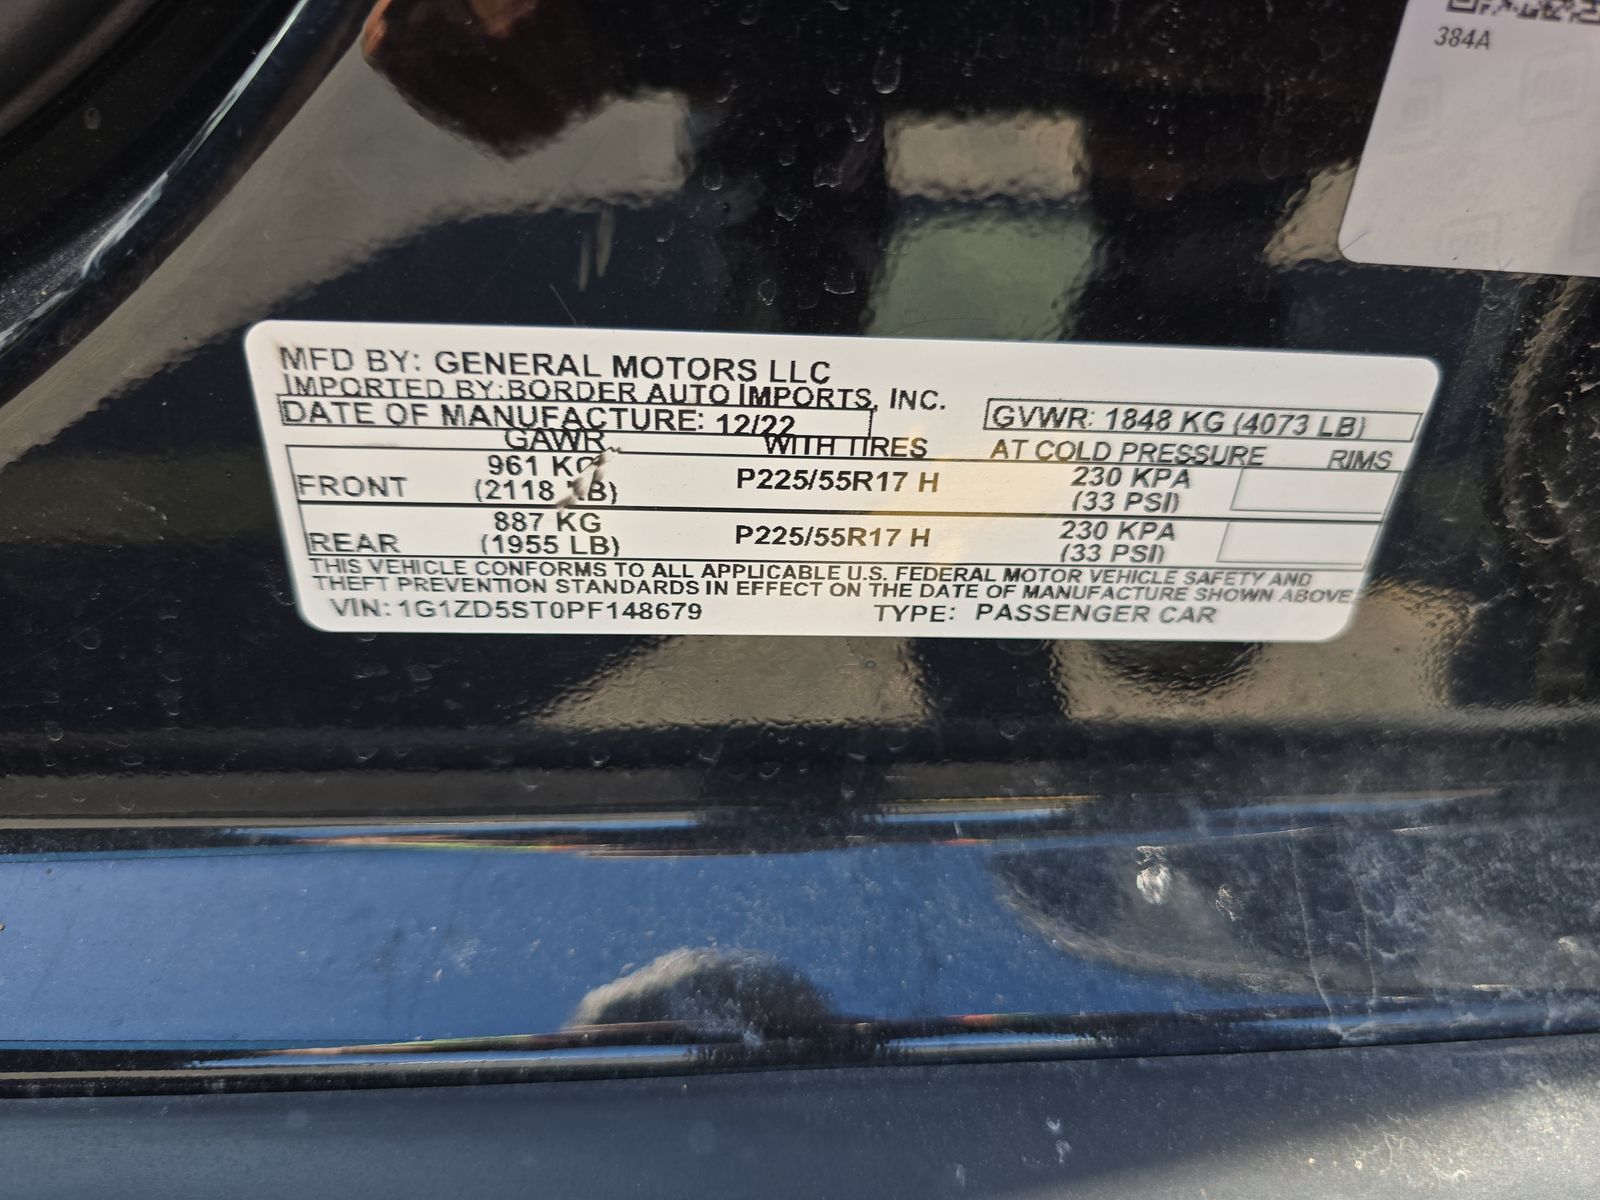 384A
MFD BY: GENERAL MOTORS LLC
IMPORTED BY:BORDER AUTO IMPORTS, INC.
DATE OF MANUFACTURE: 12/22 GVWR: 1848 KG (4073 LB)
GAWR WITH TIRES AT COLD PRESSURE RIMS
FRONT 961 KG P225/55R17 H 230 KPA
(2118 LB) (33 PSI)
REAR 887 KG P225/55R17 H 230 KPA
(1955 LB) (33 PSI)
THIS VEHICLE CONFORMS TO ALL APPLICABLE U.S. FEDERAL MOTOR VEHICLE SAFETY AND
THEFT PREVENTION STANDARDS IN EFFECT ON THE DATE OF MANUFACTURE SHOWN ABOVE.
VIN: 1G1ZD5ST0PF148679 TYPE: PASSENGER CAR